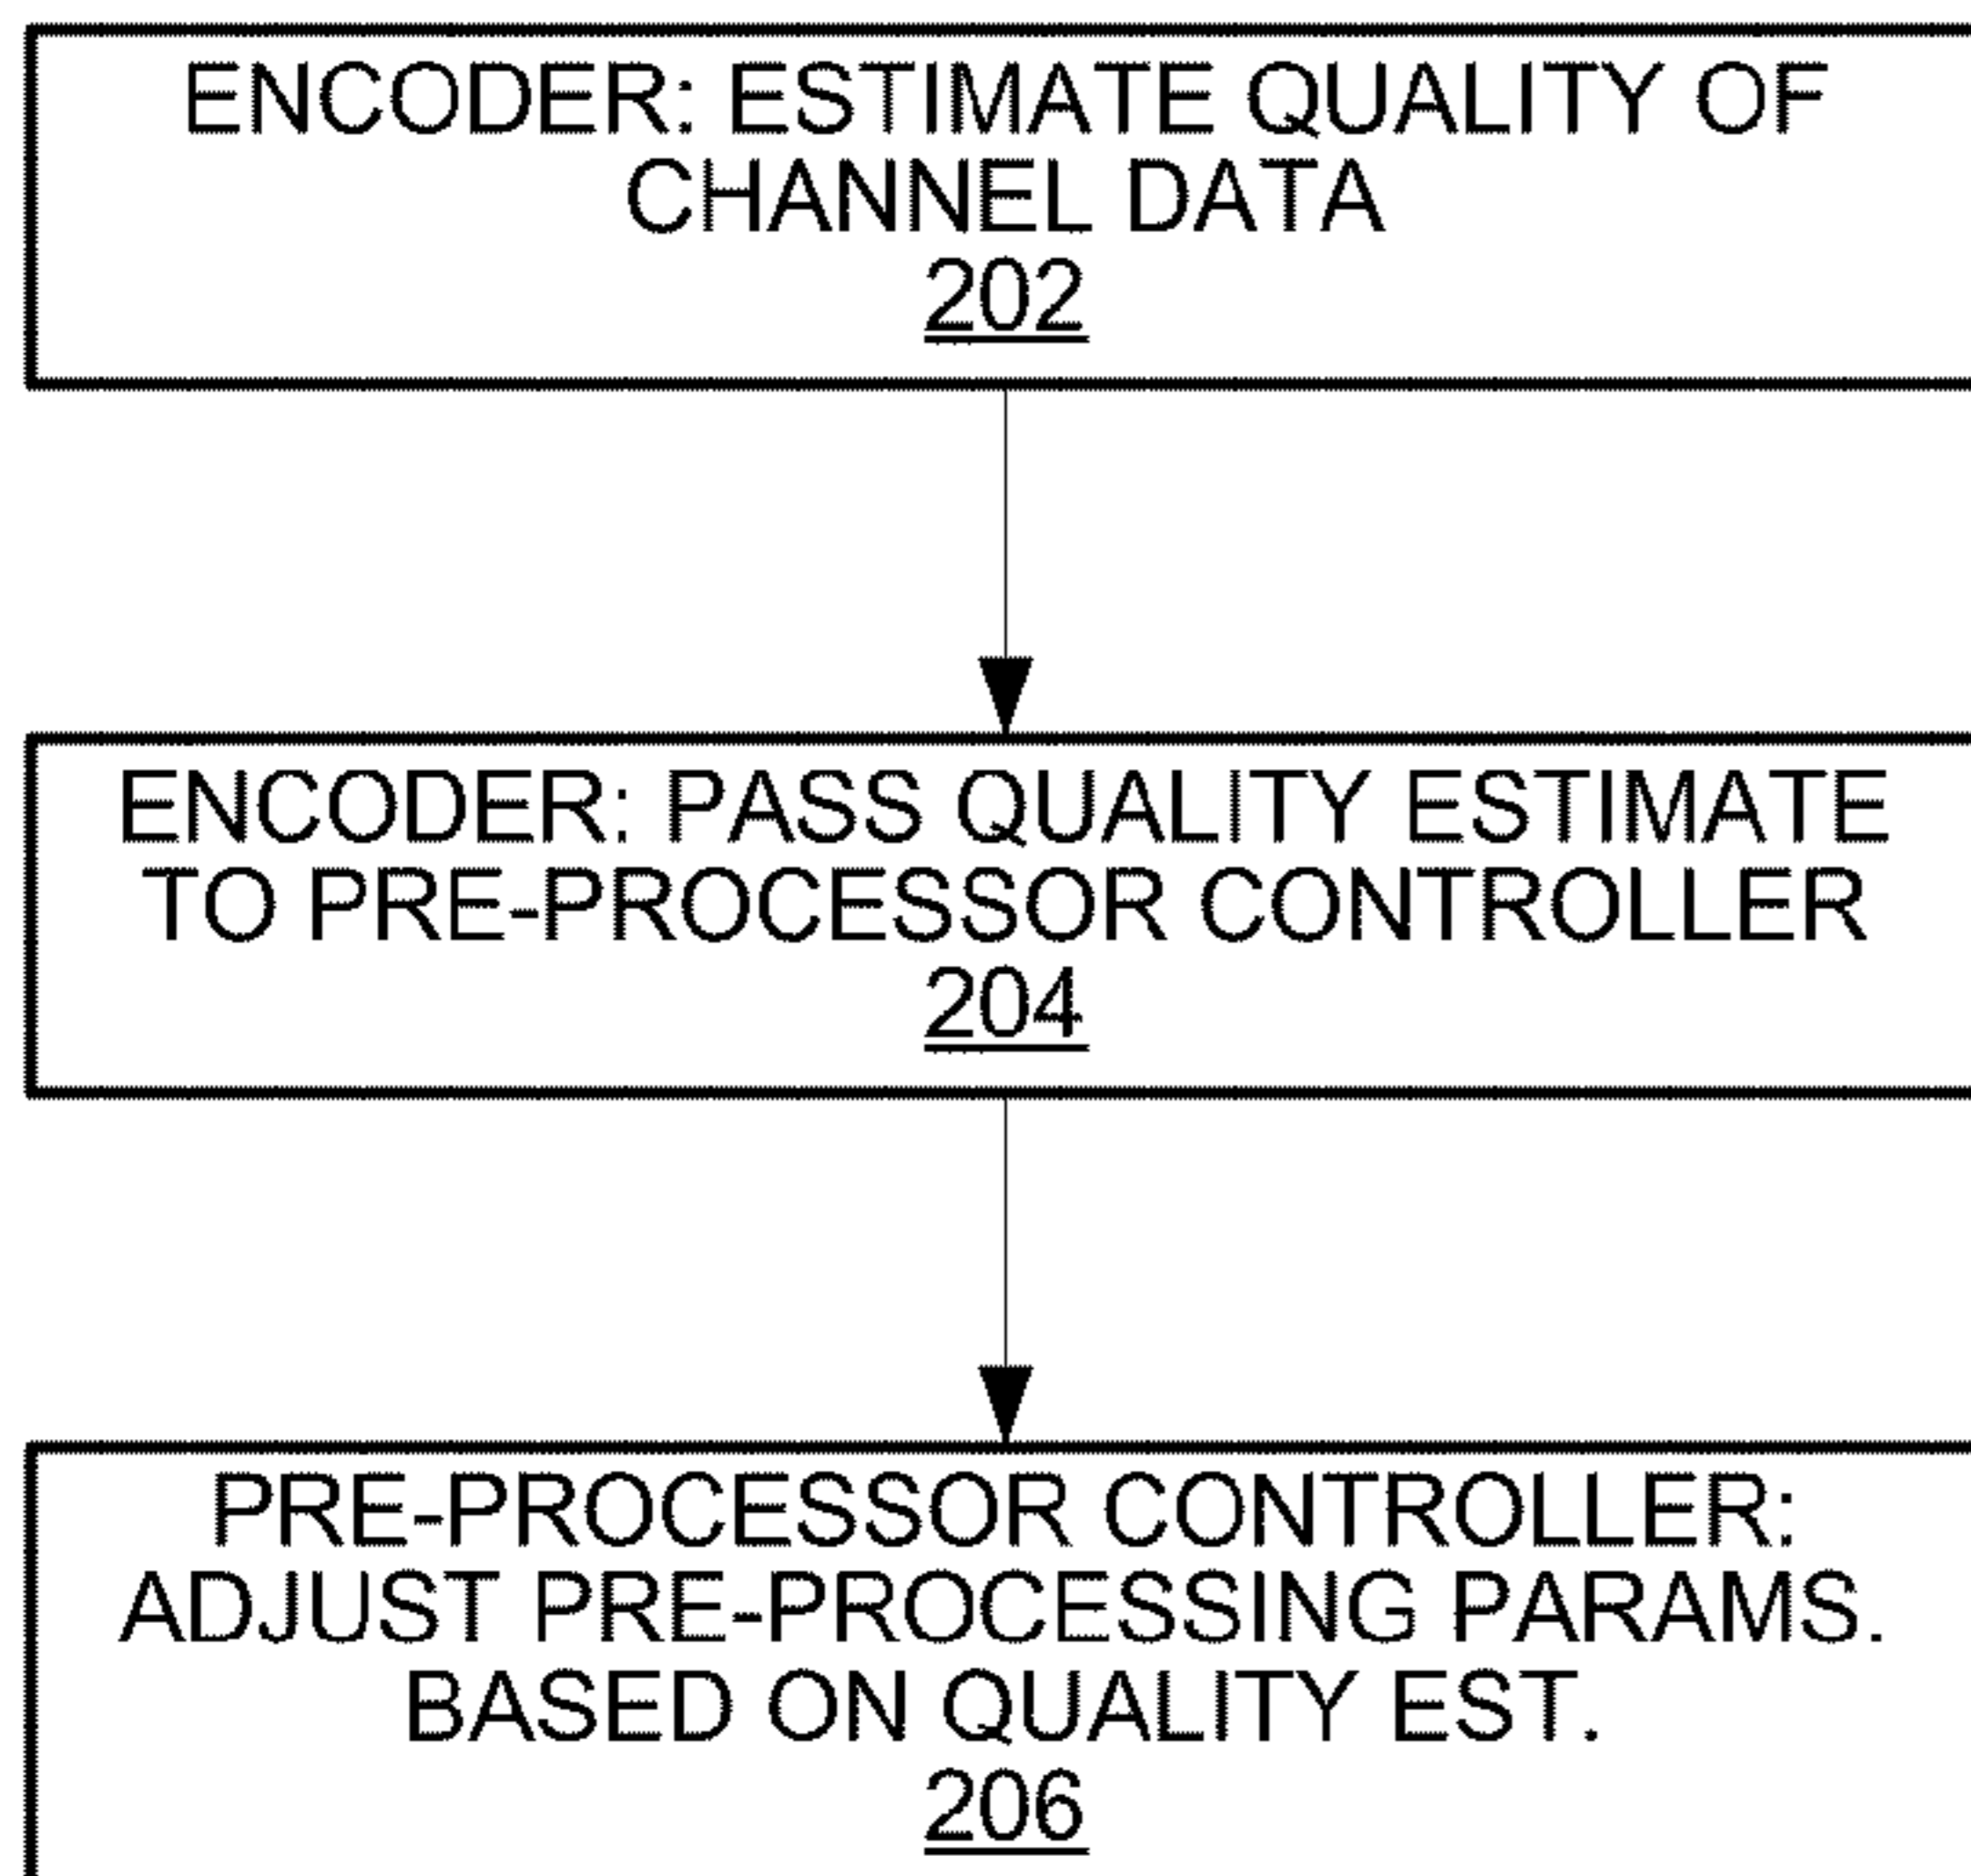 ENCODER: ESTIMATE QUALITY OF
CHANNEL DATA
202
ENCODER: PASS QUALITY ESTIMATE
TO PRE-PROCESSOR CONTROLLER
204
PRE-PROCESSOR CONTROLLER:
ADJUST PRE-PROCESSING PARAMS.
BASED ON QUALITY EST.
206